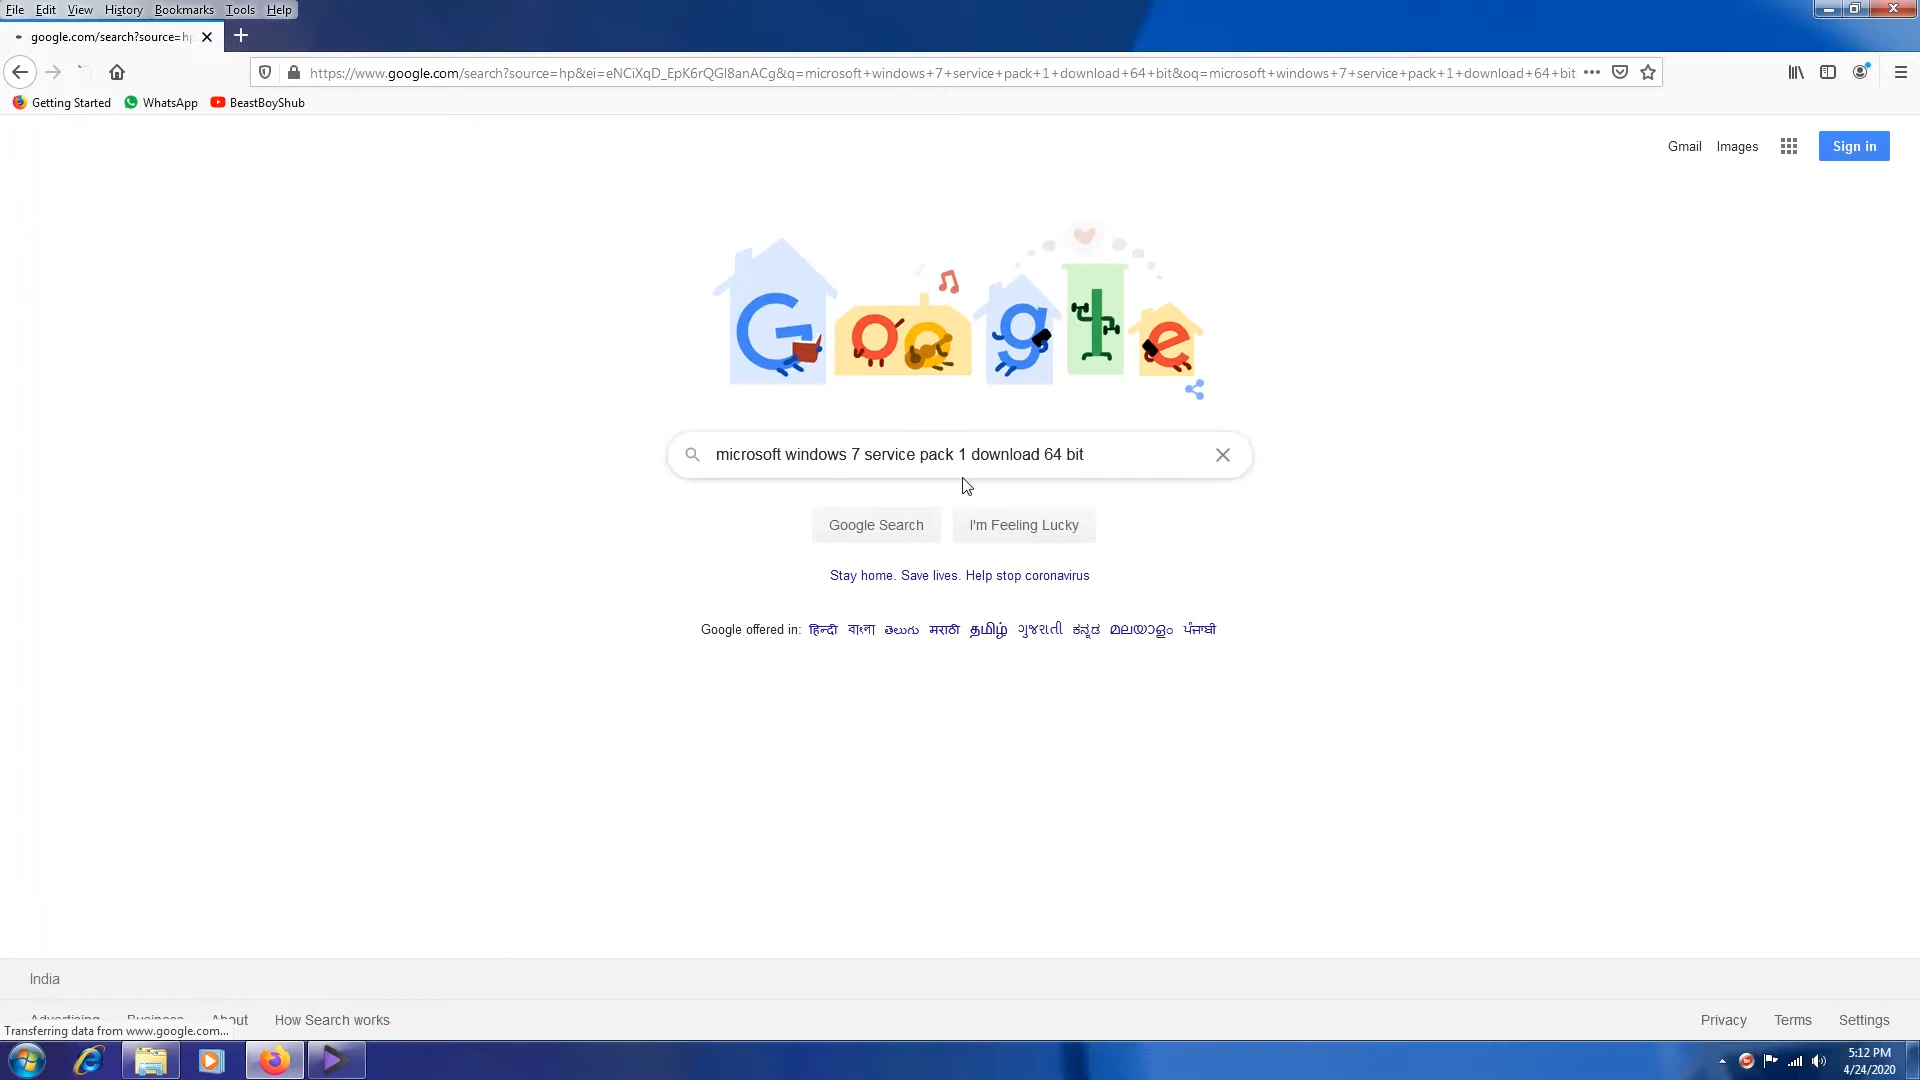 File Edit View History Bookmarks Tools Help
google.com/search?source=hp
https://www.google.com/search?source=hp&ei=eNCiXqD_EpK6rQGl8anACg&q=microsoft+windows+7+service+pack+1+download+64+bit&oq=microsoft+windows+7+service+pack+1+download+64+bit
Getting Started WhatsApp BeastBoyShub
Gmail Images Sign in
Google
microsoft windows 7 service pack 1 download 64 bit
Google Search I'm Feeling Lucky
Stay home. Save lives. Help stop coronavirus
Google offered in: हिन्दी বাংলা తెలుగు मराठी தமிழ் ગુજરાતી ಕನ್ನಡ മലയാളം ਪੰਜਾਬੀ
India
Advertising Business About How Search works Privacy Terms Settings
Transferring data from www.google.com...
5:12 PM
4/24/2020